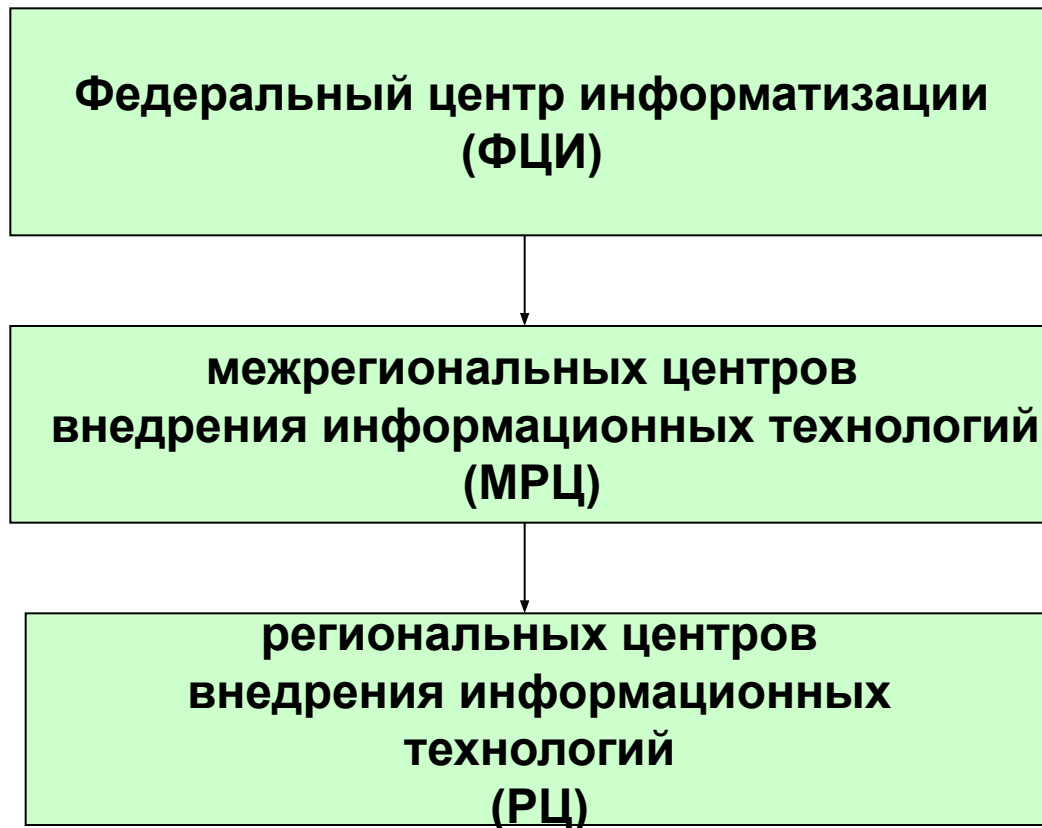 Федеральный центр информатизации
(ФЦИ)
межрегиональных центров
внедрения информационных технологий
(МРЦ)
региональных центров
внедрения информационных
технологий
(РЦ)